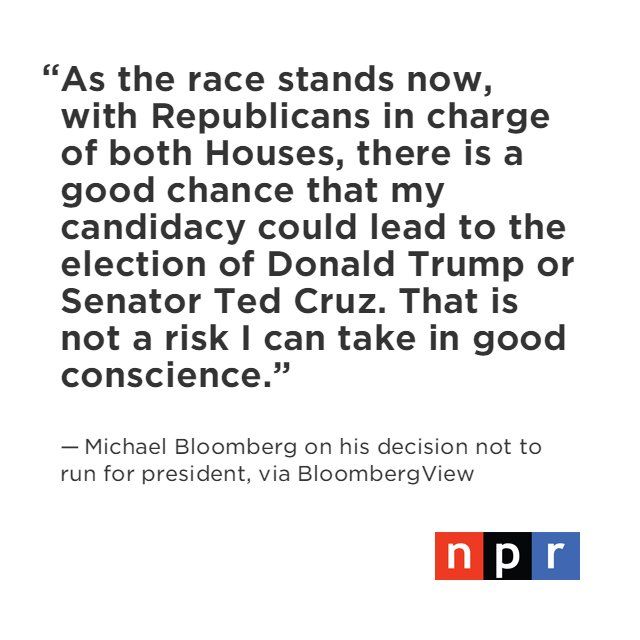 “As the race stands now,
with Republicans in charge
of both Houses, there is a
good chance that my
candidacy could lead to the
election of Donald Trump or
Senator Ted Cruz. That is
not a risk I can take in good
conscience.”
— Michael Bloomberg on his decision not to
run for president, via BloombergView
npr